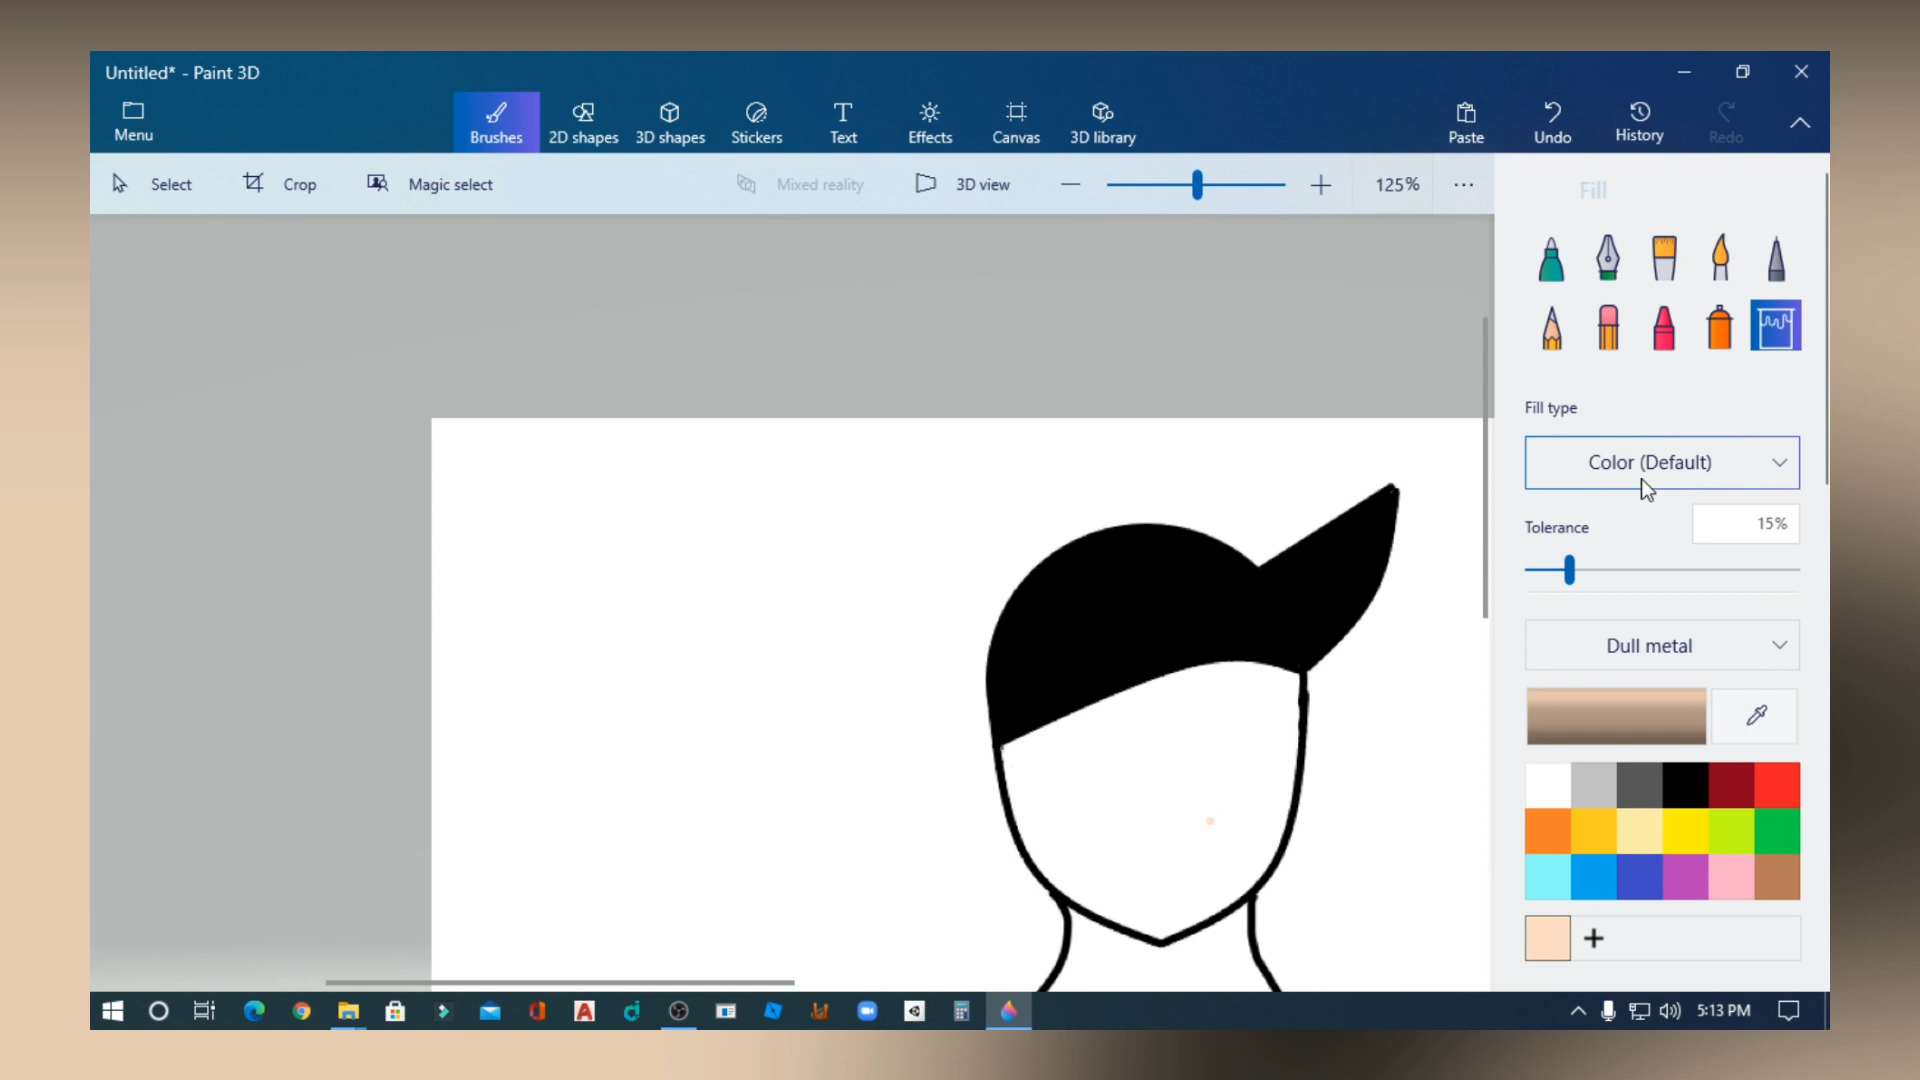 Untitled* - Paint 3D
Menu
Brushes
2D shapes
3D shapes
Stickers
Text
Effects
Canvas
3D library
Paste
Undo
History
Redo
Select
Crop
Magic select
Mixed reality
3D view
125%
Fill
Fill type
Color (Default)
Tolerance
15%
Dull metal
5:13 PM